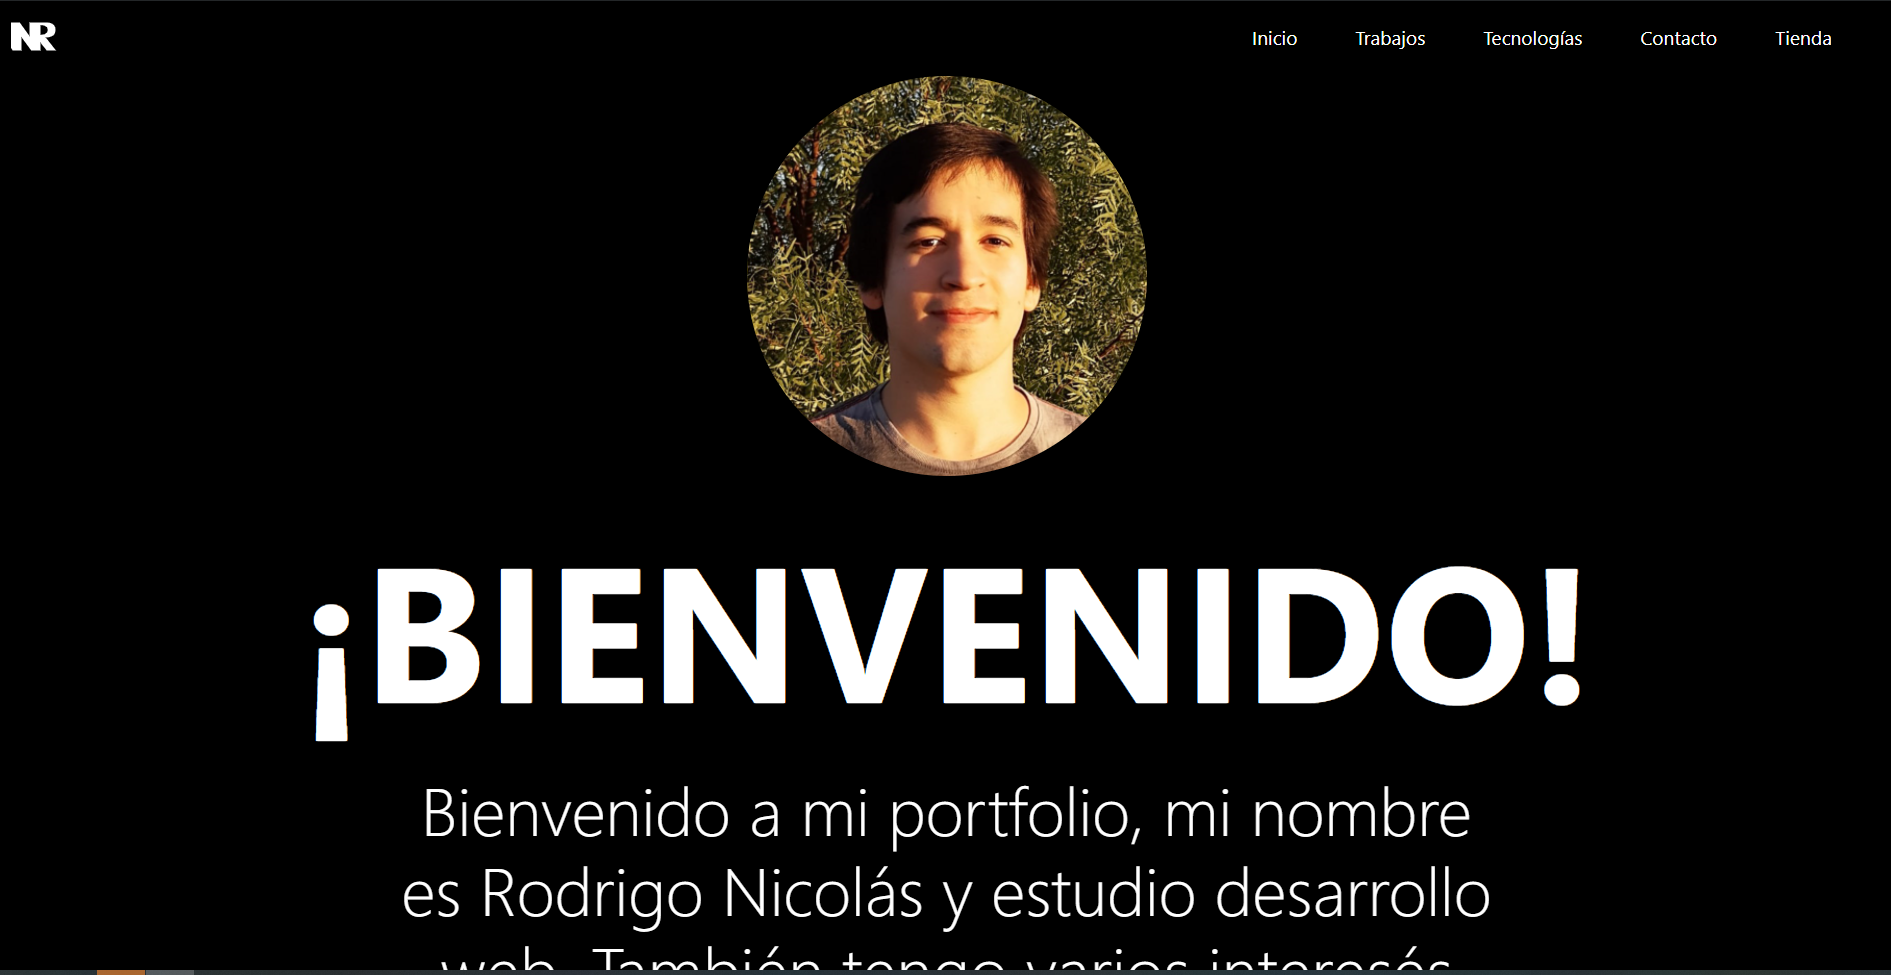 NR
Inicio
Trabajos
Tecnologías
Contacto
Tienda
¡BIENVENIDO!
Bienvenido a mi portfolio, mi nombre
es Rodrigo Nicolás y estudio desarrollo
web. También tengo varios interesés